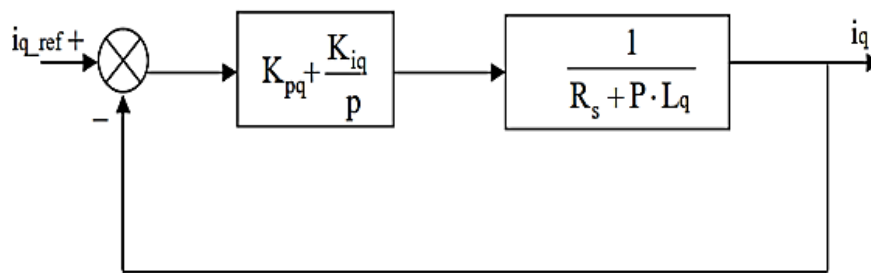 iq_ref+
−
Kpq+Kiq/p
1/(Rs+P·Lq)
iq